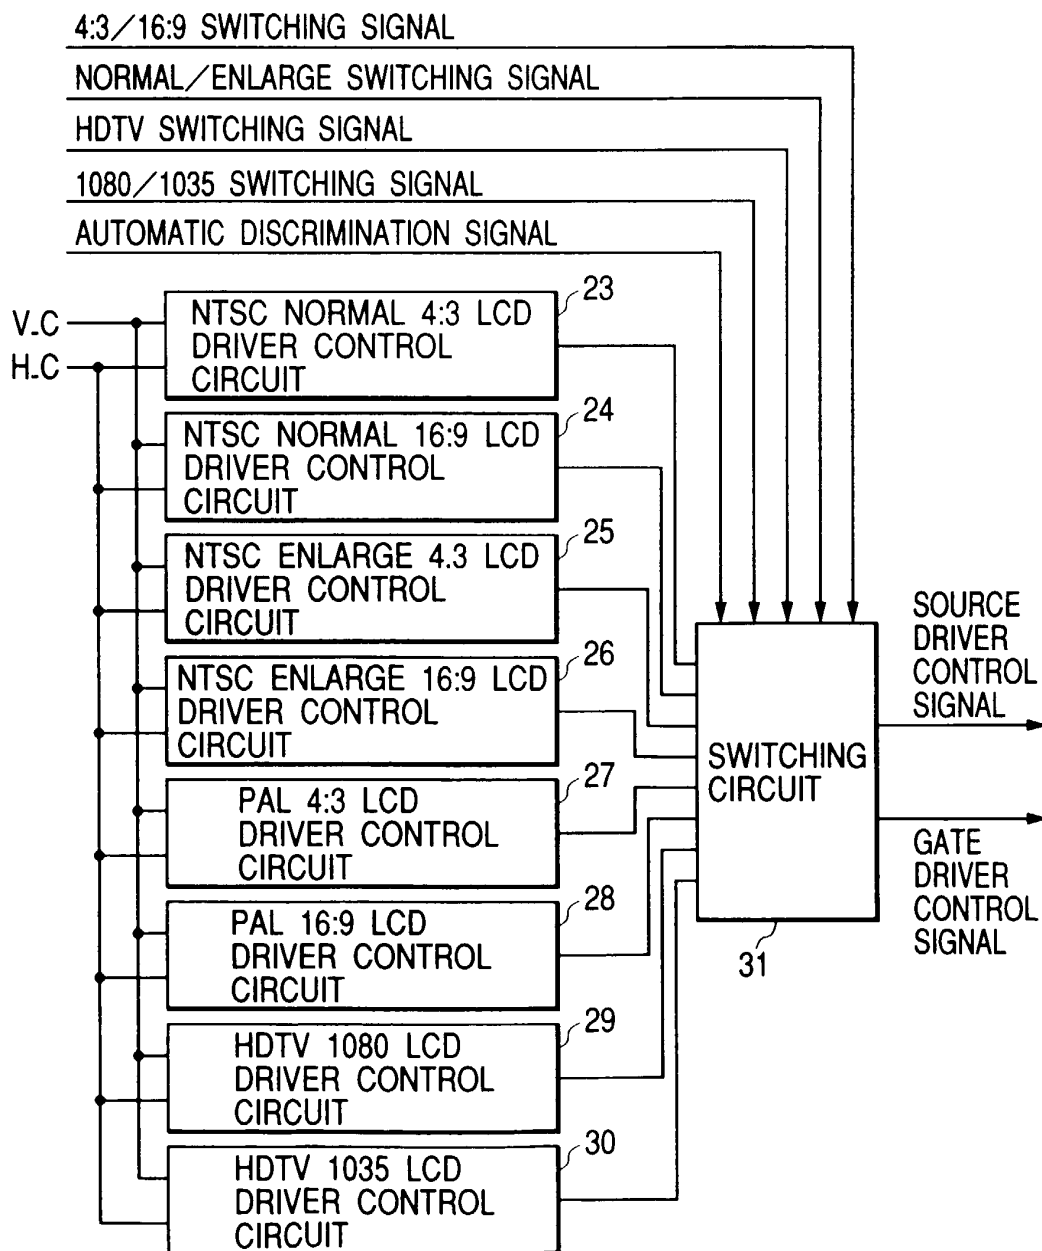 4:3/16:9 SWITCHING SIGNAL
NORMAL/ENLARGE SWITCHING SIGNAL
HDTV SWITCHING SIGNAL
1080/1035 SWITCHING SIGNAL
AUTOMATIC DISCRIMINATION SIGNAL
V-C
H-C
23
NTSC NORMAL 4:3 LCD
DRIVER CONTROL
CIRCUIT
24
NTSC NORMAL 16:9 LCD
DRIVER CONTROL
CIRCUIT
25
NTSC ENLARGE 4.3 LCD
DRIVER CONTROL
CIRCUIT
26
NTSC ENLARGE 16:9 LCD
DRIVER CONTROL
CIRCUIT
27
PAL 4:3 LCD
DRIVER CONTROL
CIRCUIT
28
PAL 16:9 LCD
DRIVER CONTROL
CIRCUIT
29
HDTV 1080 LCD
DRIVER CONTROL
CIRCUIT
30
HDTV 1035 LCD
DRIVER CONTROL
CIRCUIT
SWITCHING
CIRCUIT
31
SOURCE
DRIVER
CONTROL
SIGNAL
GATE
DRIVER
CONTROL
SIGNAL